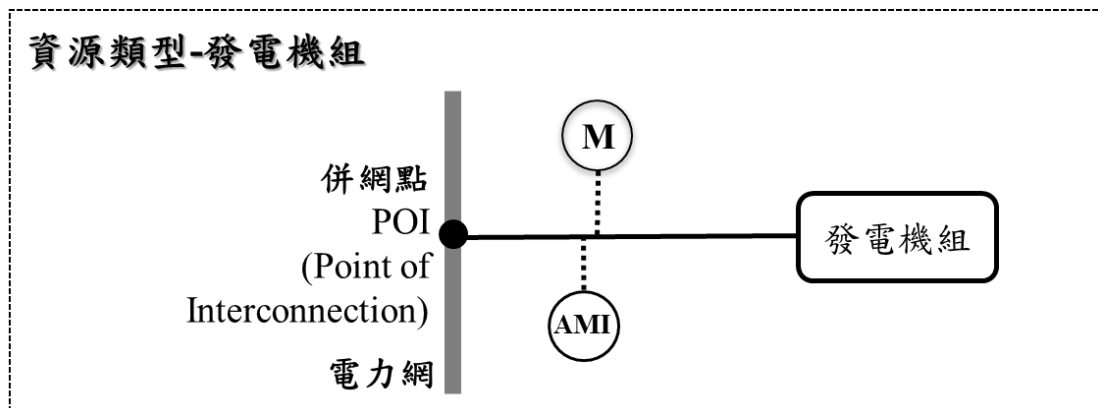 資源類型-發電機組
M
併網點
POI
(Point of
Interconnection)
發電機組
AMI
電力網